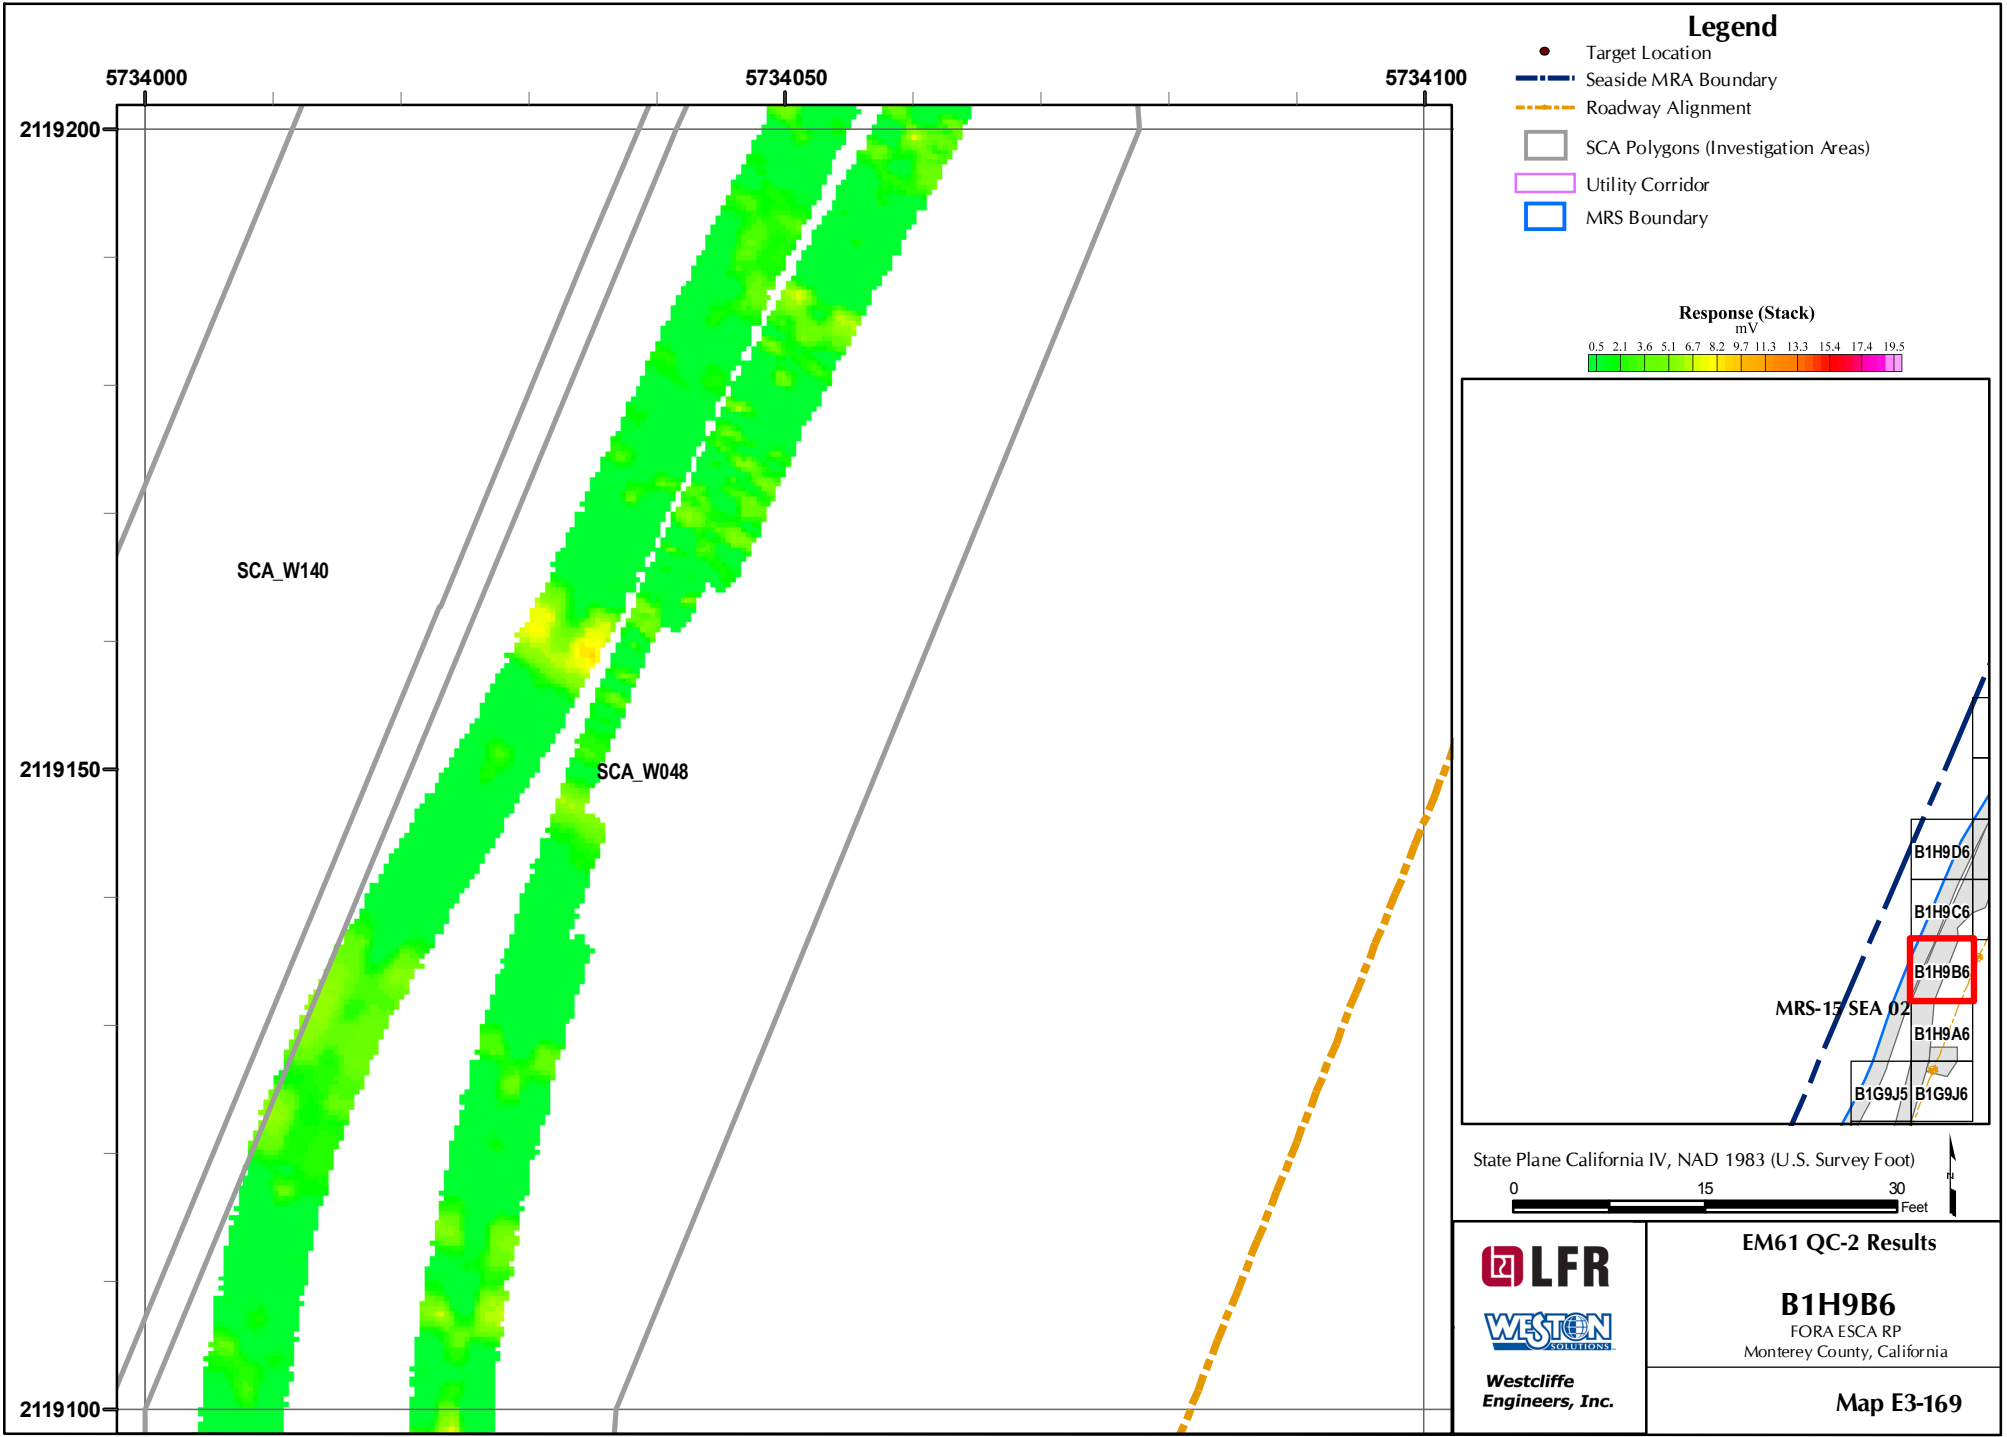 Legend
Target Location
Seaside MRA Boundary
Roadway Alignment
SCA Polygons (Investigation Areas)
Utility Corridor
MRS Boundary
Response (Stack)
mV
0.5 2.1 3.6 5.1 6.7 8.2 9.7 11.3 13.3 15.4 17.4 19.5
5734000 5734050 5734100
2119200
2119150
2119100
SCA_W140
SCA_W048
B1H9D6
B1H9C6
B1H9B6
MRS-15 SEA 02
B1H9A6
B1G9J5 B1G9J6
State Plane California IV, NAD 1983 (U.S. Survey Foot)
0 15 30
Feet
N
LFR
WESTON
SOLUTIONS
Westcliffe
Engineers, Inc.
EM61 QC-2 Results
B1H9B6
FORA ESCA RP
Monterey County, California
Map E3-169